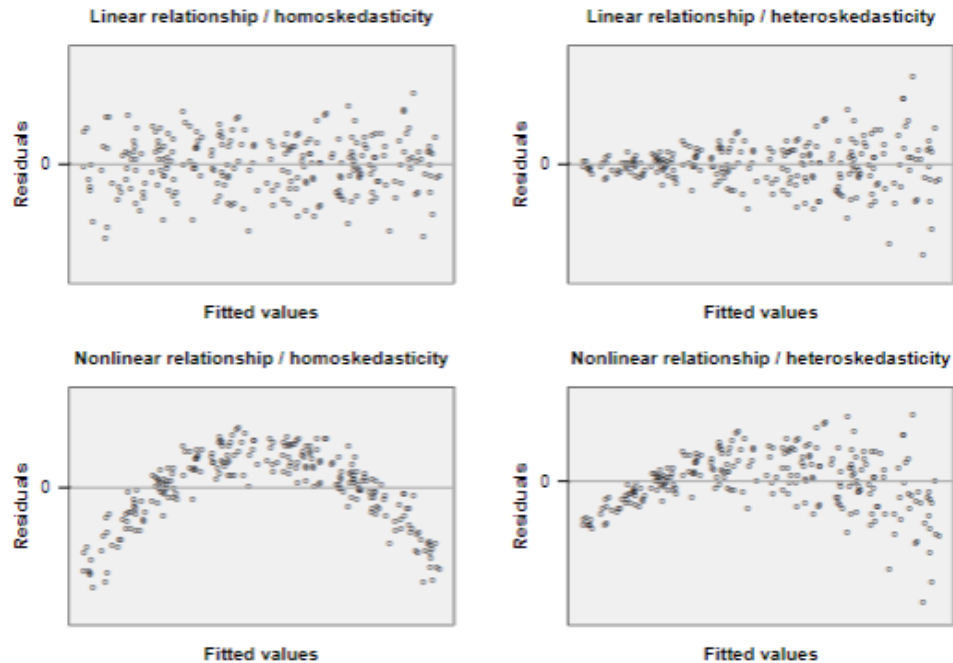 Linear relationship / homoskedasticity
Linear relationship / heteroskedasticity
Residuals
0
Residuals
0
Fitted values
Fitted values
Nonlinear relationship / homoskedasticity
Nonlinear relationship / heteroskedasticity
Residuals
0
Residuals
0
Fitted values
Fitted values